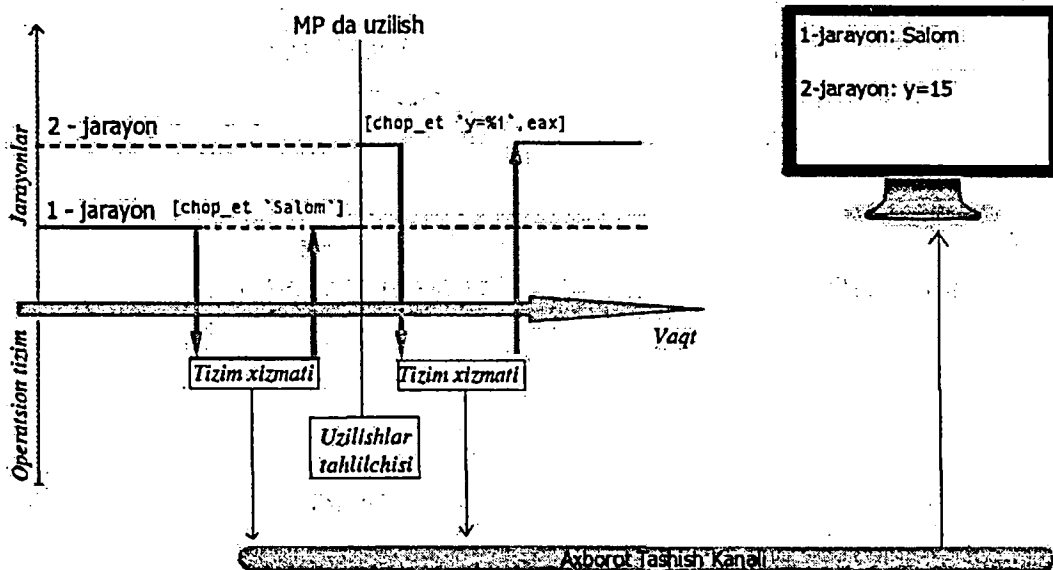 MP da uzilish
1-jarayon: Salom
2-jarayon: y=15
Jarayonlar
2 - jarayon
[chop_et `y=%1`,eax]
1 - jarayon [chop_et `Salom`]
Vaqt
Operatsion tizim
Tizim xizmati
Tizim xizmati
Uzilishlar
tahlilchisi
Axborot Tashish Kanali